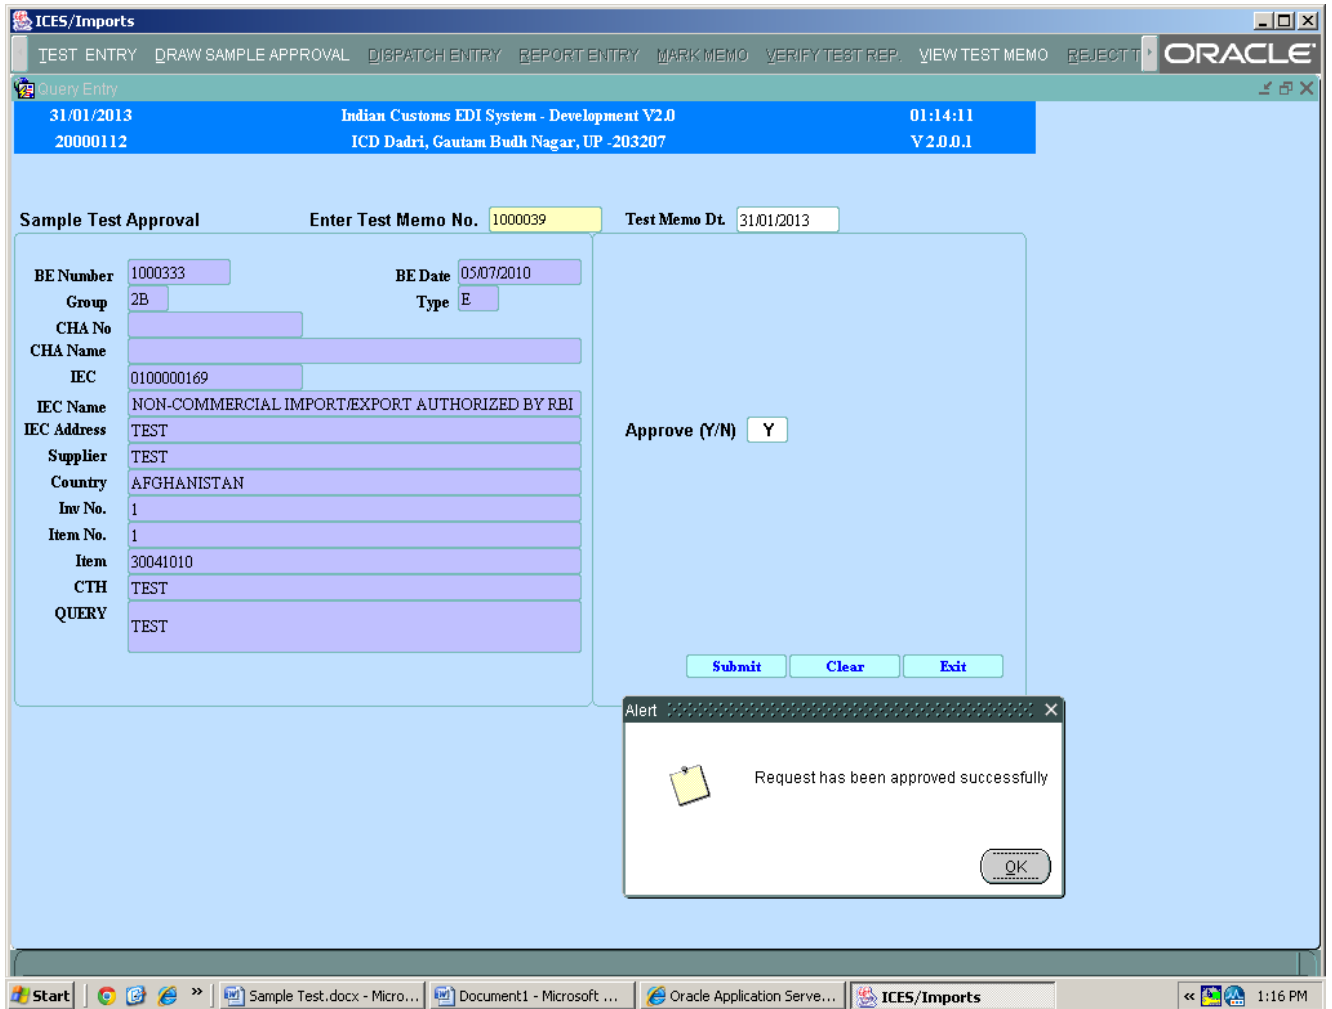 ICES/Imports
TEST ENTRY DRAW SAMPLE APPROVAL DISPATCH ENTRY REPORT ENTRY MARK MEMO VERIFY TEST REP. VIEW TEST MEMO REJECT T ORACLE
Query Entry
31/01/2013 Indian Customs EDI System - Development V2.0 01:14:11
20000112 ICD Dadri, Gautam Budh Nagar, UP -203207 V 2.0.0.1
Sample Test Approval Enter Test Memo No. 1000039 Test Memo Dt. 31/01/2013
BE Number 1000333 BE Date 05/07/2010
Group 2B Type E
CHA No
CHA Name
IEC 0100000169
IEC Name NON-COMMERCIAL IMPORT/EXPORT AUTHORIZED BY RBI
IEC Address TEST
Approve (Y/N) Y
Supplier TEST
Country AFGHANISTAN
Inv No. 1
Item No. 1
Item 30041010
CTH TEST
QUERY TEST
Submit Clear Exit
Alert
Request has been approved successfully
OK
Start Sample Test.docx - Micro... Document1 - Microsoft ... Oracle Application Serve... ICES/Imports 1:16 PM